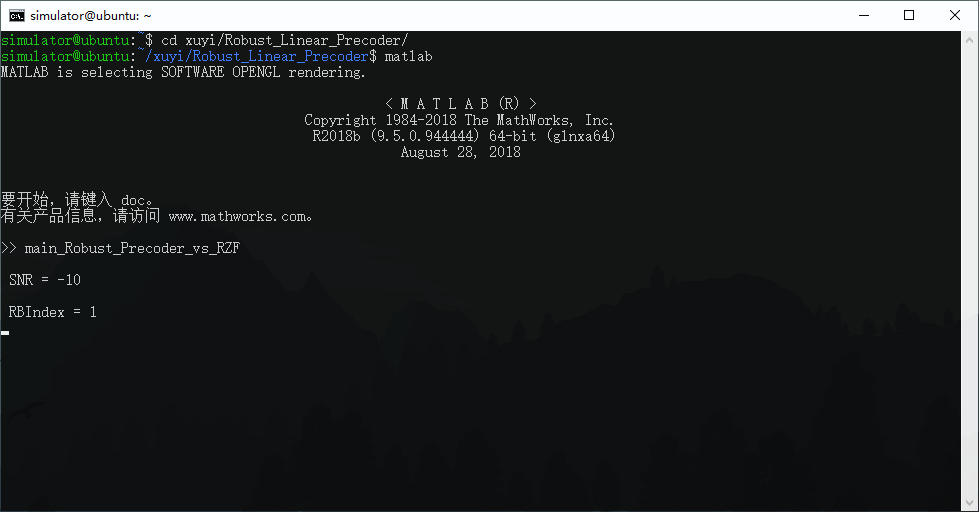 simulator@ubuntu: ~
simulator@ubuntu:~$ cd xuyi/Robust_Linear_Precoder/
simulator@ubuntu:~/xuyi/Robust_Linear_Precoder$ matlab
MATLAB is selecting SOFTWARE OPENGL rendering.
< M A T L A B (R) >
Copyright 1984-2018 The MathWorks, Inc.
R2018b (9.5.0.944444) 64-bit (glnxa64)
August 28, 2018
要开始，请键入 doc。
有关产品信息，请访问 www.mathworks.com。
>> main_Robust_Precoder_vs_RZF
SNR = -10
RBIndex = 1